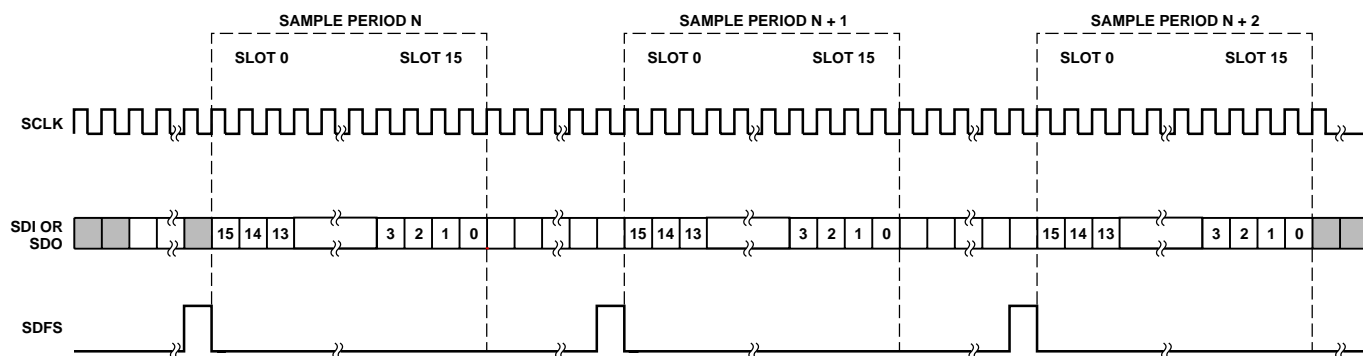 SAMPLE PERIOD N SAMPLE PERIOD N + 1 SAMPLE PERIOD N + 2
SLOT 0 SLOT 15 SLOT 0 SLOT 15 SLOT 0 SLOT 15
SCLK
SDI OR
SDO
15 14 13 3 2 1 0 15 14 13 3 2 1 0 15 14 13 3 2 1 0
SDFS